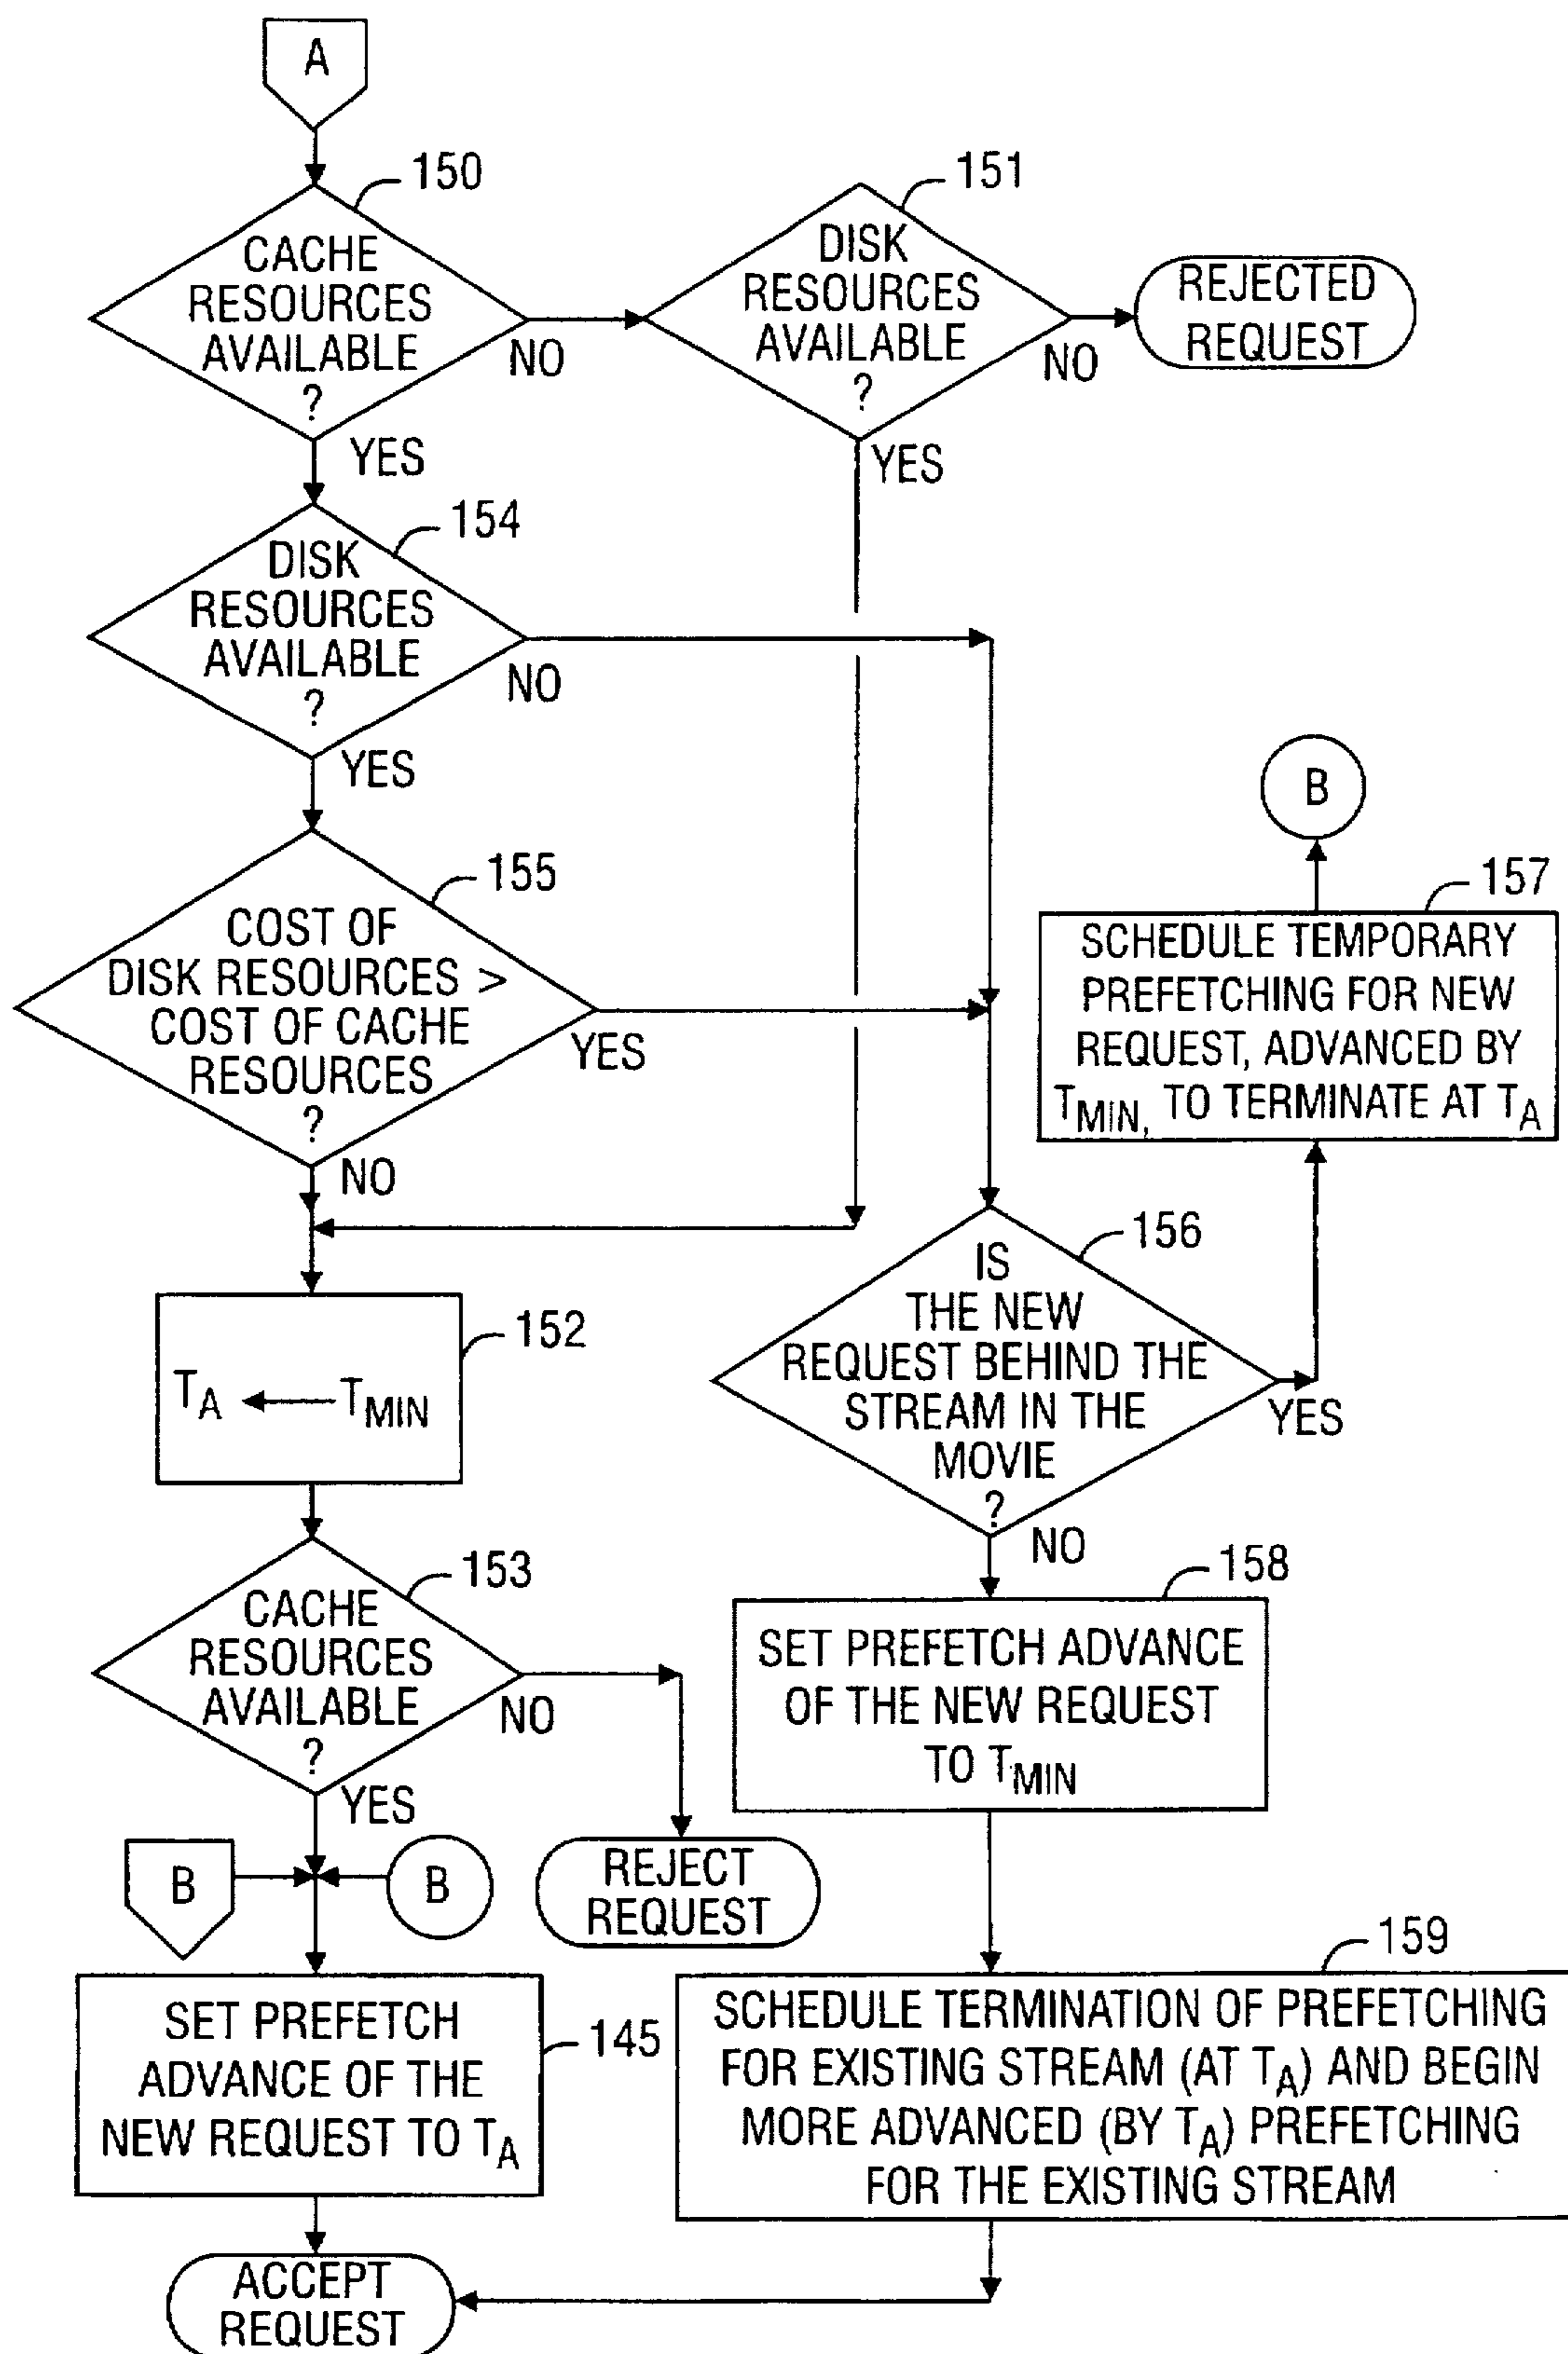 A
150
CACHE
RESOURCES
AVAILABLE
?
NO
YES
151
DISK
RESOURCES
AVAILABLE
?
NO
YES
REJECTED
REQUEST
154
DISK
RESOURCES
AVAILABLE
?
NO
YES
155
COST OF
DISK RESOURCES >
COST OF CACHE
RESOURCES
?
YES
NO
B
157
SCHEDULE TEMPORARY
PREFETCHING FOR NEW
REQUEST, ADVANCED BY
TMIN, TO TERMINATE AT TA
156
IS
THE NEW
REQUEST BEHIND THE
STREAM IN THE
MOVIE
?
YES
NO
152
TA ← TMIN
153
CACHE
RESOURCES
AVAILABLE
?
NO
YES
158
SET PREFETCH ADVANCE
OF THE NEW REQUEST
TO TMIN
B
B
REJECT
REQUEST
145
SET PREFETCH
ADVANCE OF THE
NEW REQUEST TO TA
159
SCHEDULE TERMINATION OF PREFETCHING
FOR EXISTING STREAM (AT TA) AND BEGIN
MORE ADVANCED (BY TA) PREFETCHING
FOR THE EXISTING STREAM
ACCEPT
REQUEST